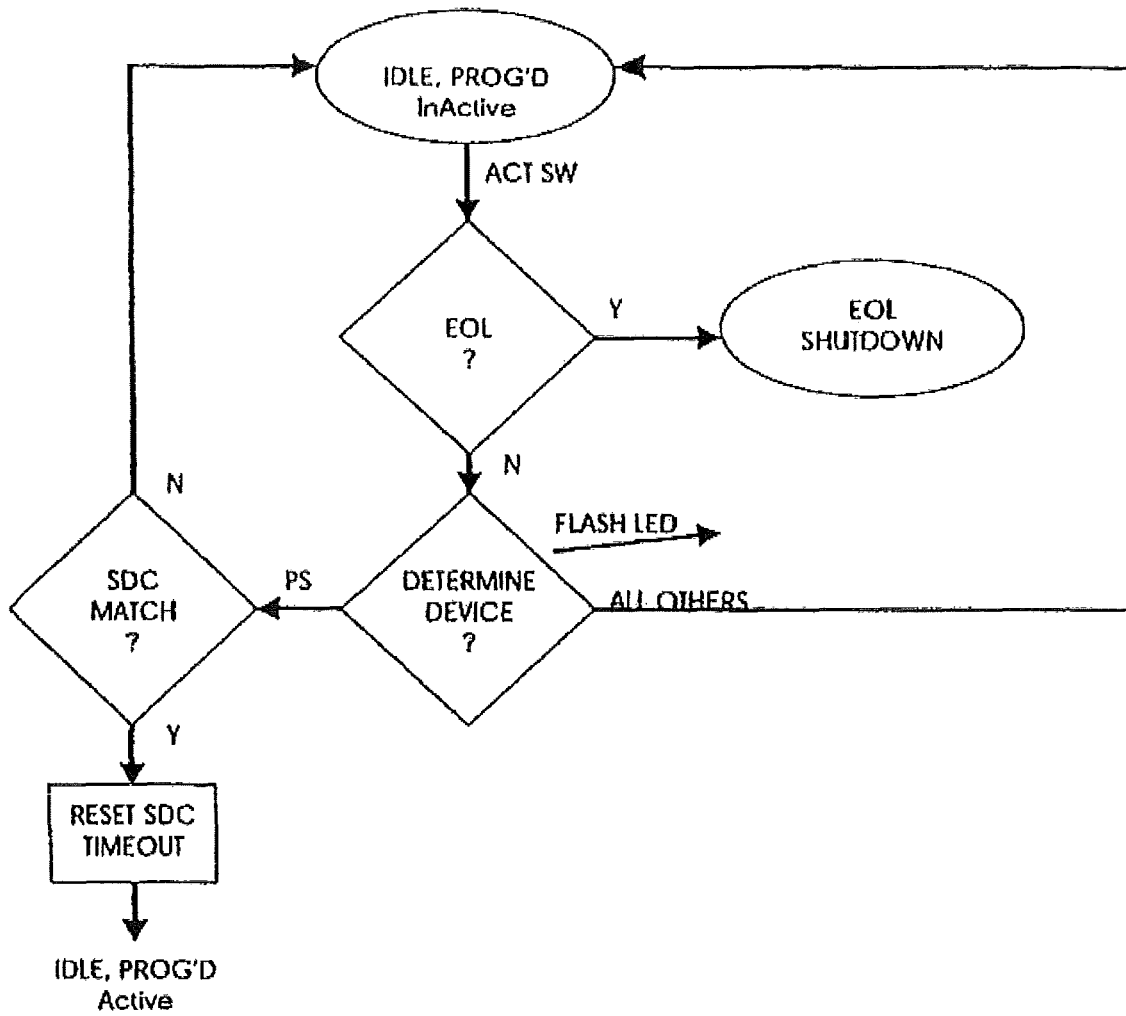 IDLE, PROG'D
InActive
ACT SW
EOL
?
Y
EOL
SHUTDOWN
N
N
FLASH LED
SDC
MATCH
?
PS
DETERMINE
DEVICE
?
ALL OTHERS
Y
RESET SDC
TIMEOUT
IDLE, PROG'D
Active